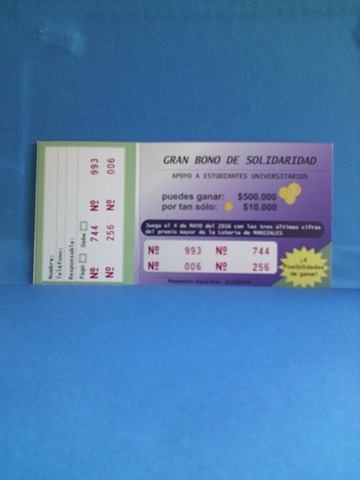 Nombre:
Teléfono:
Responsable:
Pagó Debe
Nº 744 Nº 993
Nº 256 Nº 006
GRAN BONO DE SOLIDARIDAD
APOYO A ESTUDIANTES UNIVERSITARIOS
puedes ganar: $500.000
por tan sólo: $10.000
Juega el 4 de MAYO del 2016 con las tres últimas cifras
del premio mayor de la Lotería de MANIZALES
Nº 993 Nº 744
Nº 006 Nº 256
¡4
Posibilidades
de ganar!
Responsable